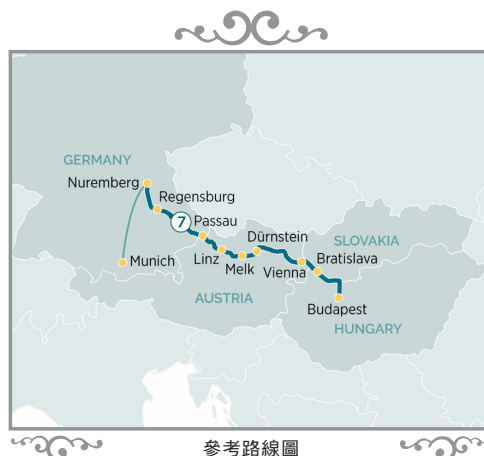 GERMANY
Nuremberg
Regensburg
7
Passau
Dürnstein
SLOVAKIA
Munich
Linz
Melk
Vienna
Bratislava
AUSTRIA
Budapest
HUNGARY
參考路線圖